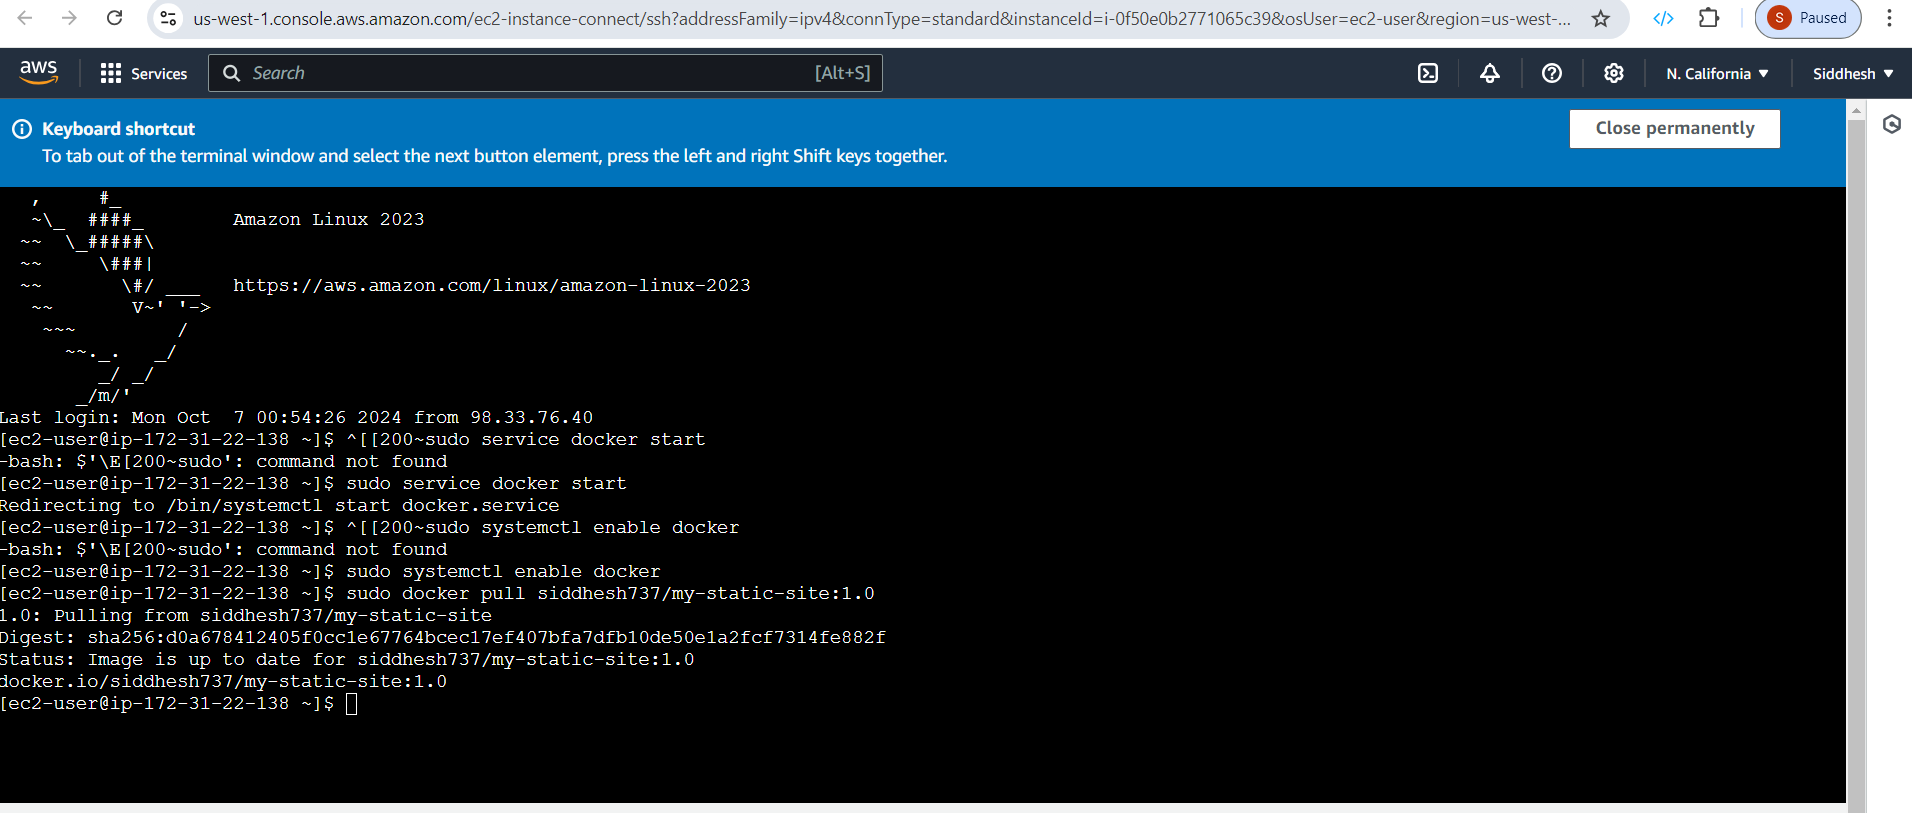 us-west-1.console.aws.amazon.com/ec2-instance-connect/ssh?addressFamily=ipv4&connType=standard&instanceId=i-0f50e0b2771065c39&osUser=ec2-user&region=us-west-...
S Paused
aws Services Search [Alt+S] N. California ▼ Siddhesh ▼
Keyboard shortcut
Close permanently
To tab out of the terminal window and select the next button element, press the left and right Shift keys together.
   ,     #_
   ~\_  ####_        Amazon Linux 2023
  ~~  \_#####\
  ~~     \###|
  ~~       \#/ ___   https://aws.amazon.com/linux/amazon-linux-2023
   ~~       V~' '->
    ~~~         /
      ~~._.   _/
         _/ _/
       _/m/'
Last login: Mon Oct  7 00:54:26 2024 from 98.33.76.40
[ec2-user@ip-172-31-22-138 ~]$ ^[[200~sudo service docker start
-bash: $'\E[200~sudo': command not found
[ec2-user@ip-172-31-22-138 ~]$ sudo service docker start
Redirecting to /bin/systemctl start docker.service
[ec2-user@ip-172-31-22-138 ~]$ ^[[200~sudo systemctl enable docker
-bash: $'\E[200~sudo': command not found
[ec2-user@ip-172-31-22-138 ~]$ sudo systemctl enable docker
[ec2-user@ip-172-31-22-138 ~]$ sudo docker pull siddhesh737/my-static-site:1.0
1.0: Pulling from siddhesh737/my-static-site
Digest: sha256:d0a678412405f0cc1e67764bcec17ef407bfa7dfb10de50e1a2fcf7314fe882f
Status: Image is up to date for siddhesh737/my-static-site:1.0
docker.io/siddhesh737/my-static-site:1.0
[ec2-user@ip-172-31-22-138 ~]$